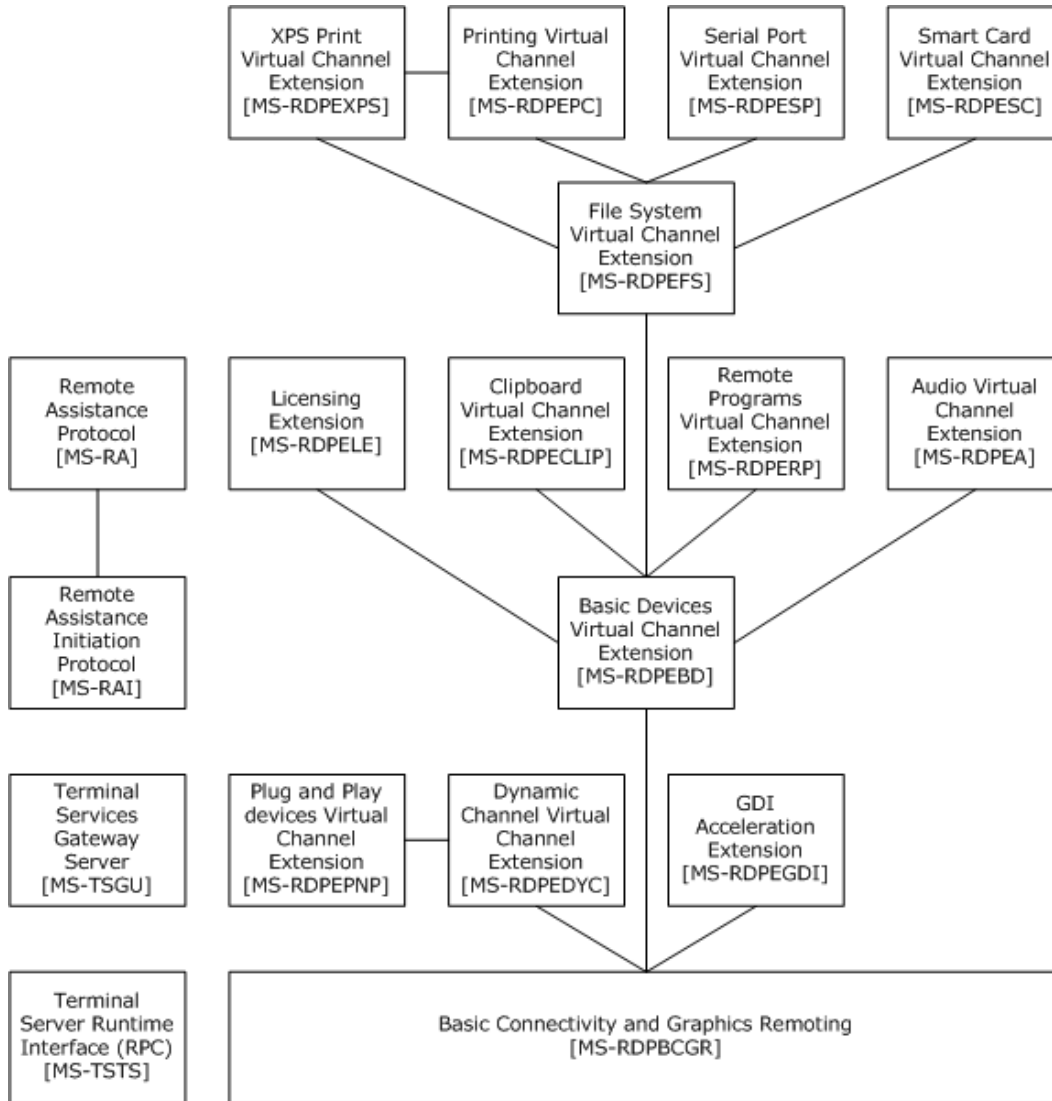 XPS Print
Virtual Channel
Extension
[MS-RDPEXPS]
Printing Virtual
Channel
Extension
[MS-RDPEPC]
Serial Port
Virtual Channel
Extension
[MS-RDPESP]
Smart Card
Virtual Channel
Extension
[MS-RDPESC]
File System
Virtual Channel
Extension
[MS-RDPEFS]
Remote
Assistance
Protocol
[MS-RA]
Licensing
Extension
[MS-RDPELE]
Clipboard
Virtual Channel
Extension
[MS-RDPECLIP]
Remote
Programs
Virtual Channel
Extension
[MS-RDPERP]
Audio Virtual
Channel
Extension
[MS-RDPEA]
Remote
Assistance
Initiation
Protocol
[MS-RAI]
Basic Devices
Virtual Channel
Extension
[MS-RDPEBD]
Terminal
Services
Gateway
Server
[MS-TSGU]
Plug and Play
devices Virtual
Channel
Extension
[MS-RDPEPNP]
Dynamic
Channel Virtual
Channel
Extension
[MS-RDPEDYC]
GDI
Acceleration
Extension
[MS-RDPEGDI]
Terminal
Server Runtime
Interface (RPC)
[MS-TSTS]
Basic Connectivity and Graphics Remoting
[MS-RDPBCGR]